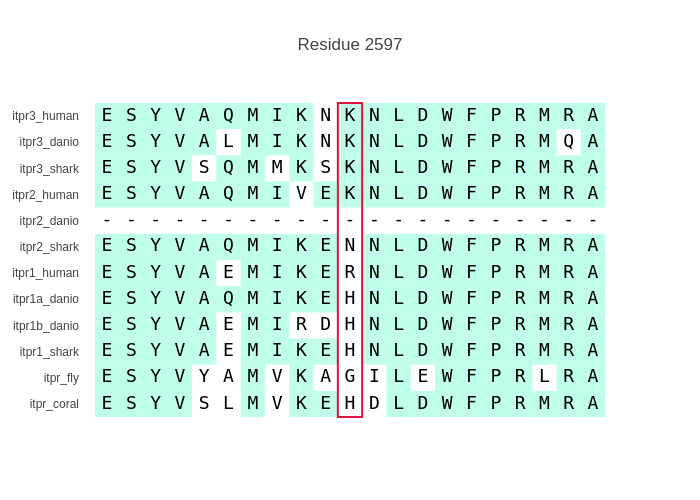 Residue 2597
itpr3_human E S Y V A Q M I K N K N L D W F P R M R A
itpr3_danio E S Y V A L M I K N K N L D W F P R M Q A
itpr3_shark E S Y V S Q M M K S K N L D W F P R M R A
itpr2_human E S Y V A Q M I V E K N L D W F P R M R A
itpr2_danio - - - - - - - - - - - - - - - - - - - - -
itpr2_shark E S Y V A Q M I K E N N L D W F P R M R A
itpr1_human E S Y V A E M I K E R N L D W F P R M R A
itpr1a_danio E S Y V A Q M I K E H N L D W F P R M R A
itpr1b_danio E S Y V A E M I R D H N L D W F P R M R A
itpr1_shark E S Y V A E M I K E H N L D W F P R M R A
itpr_fly E S Y V Y A M V K A G I L E W F P R L R A
itpr_coral E S Y V S L M V K E H D L D W F P R M R A